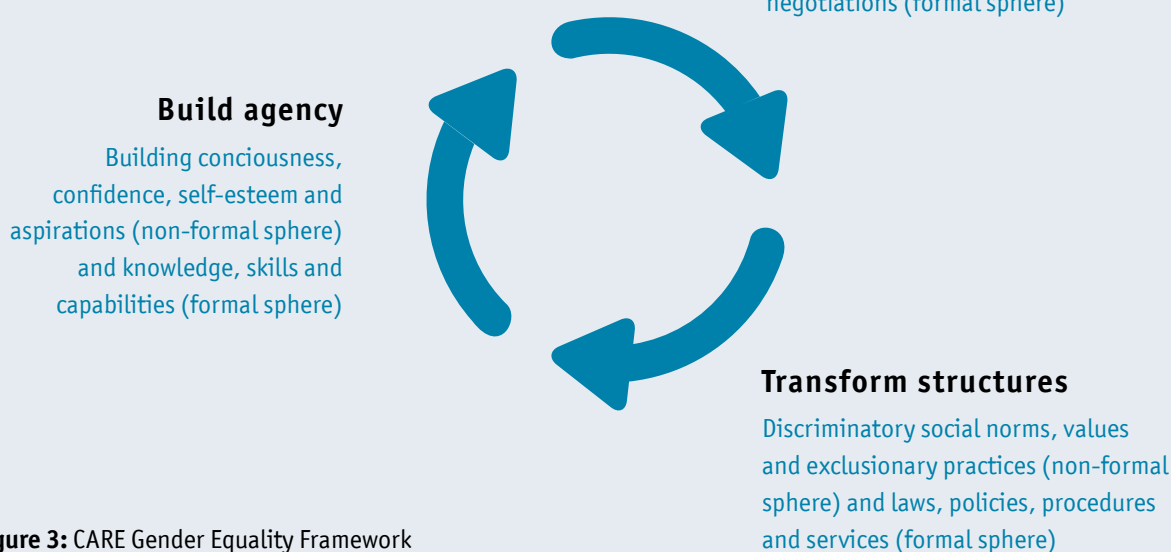 negotiations (formal sphere)
Build agency
Building conciousness,
confidence, self-esteem and
aspirations (non-formal sphere)
and knowledge, skills and
capabilities (formal sphere)
Transform structures
Discriminatory social norms, values
and exclusionary practices (non-formal
sphere) and laws, policies, procedures
and services (formal sphere)
gure 3: CARE Gender Equality Framework